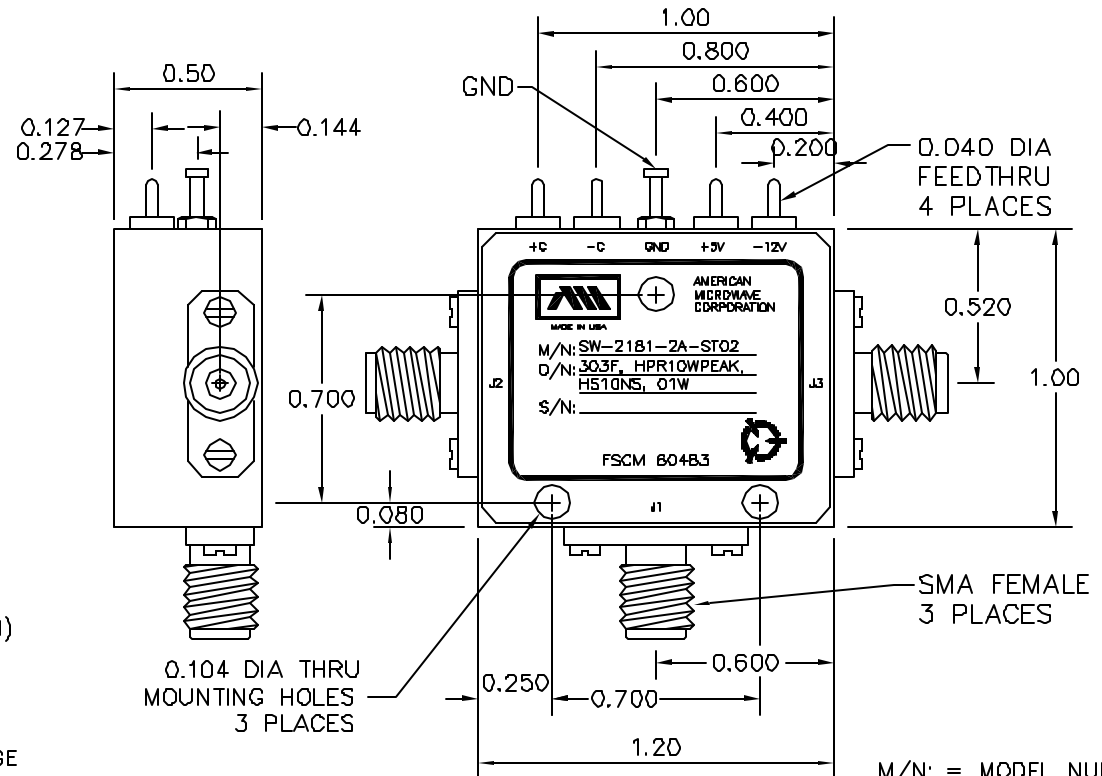 1.00
0.50
0.800
GND
0.600
0.400
0.127
0.144
0.278
0.200
0.040 DIA
FEEDTHRU
4 PLACES
+C
-C
GND
+5V
-12V
AMERICAN
MICROWAVE
CORPORATION
MADE IN USA
0.520
M/N: SW-2181-2A-ST02
O/N: 303F, HPR10WPEAK,
HS10NS, 01W
J2
J3
1.00
0.700
S/N:
FSCM 60483
0.080
J1
SMA FEMALE
3 PLACES
0.104 DIA THRU
MOUNTING HOLES
3 PLACES
0.600
0.250
0.700
1.20